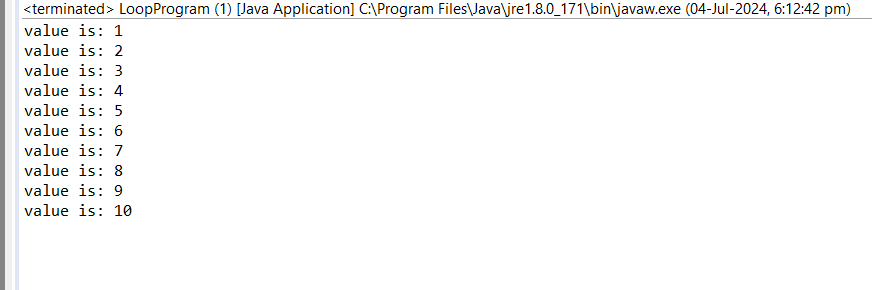 <terminated> LoopProgram (1) [Java Application] C:\Program Files\Java\jre1.8.0_171\bin\javaw.exe (04-Jul-2024, 6:12:42 pm)
value is: 1
value is: 2
value is: 3
value is: 4
value is: 5
value is: 6
value is: 7
value is: 8
value is: 9
value is: 10